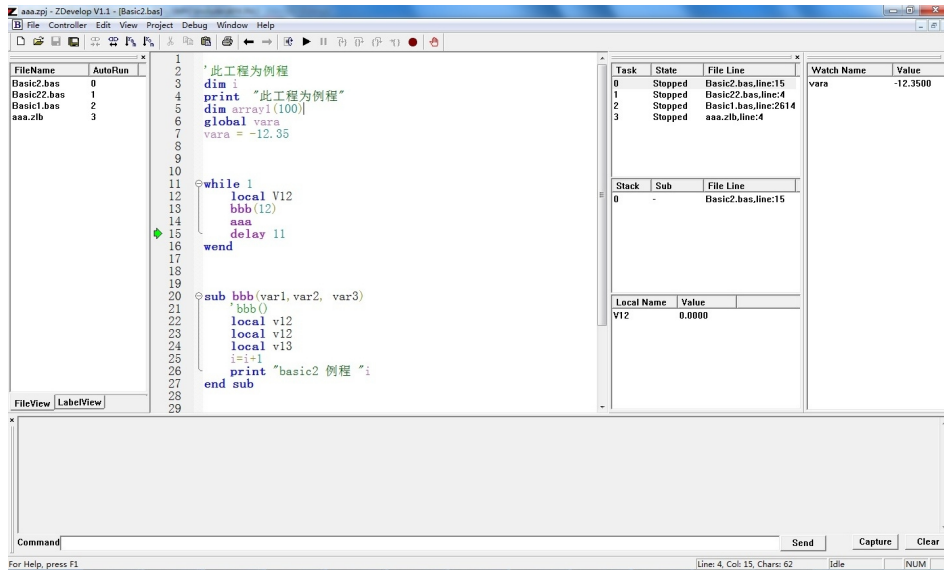 aaa.zpj - ZDevelop V1.1 - [Basic2.bas]
File Controller Edit View Project Debug Window Help
FileName AutoRun
Basic2.bas 0
Basic22.bas 1
Basic1.bas 2
aaa.zlb 3
FileView LabelView
1
2 '此工程为例程
3 dim i
4 print "此工程为例程"
5 dim array1(100)
6 global vara
7 vara = -12.35
8
9
10
11 while 1
12 local V12
13 bbb(12)
14 aaa
15 delay 11
16 wend
17
18
19
20 sub bbb(var1,var2, var3)
21 'bbb()
22 local v12
23 local v12
24 local v13
25 i=i+1
26 print "basic2 例程 "i
27 end sub
28
29
Task State File Line
0 Stopped Basic2.bas,line:15
1 Stopped Basic22.bas,line:4
2 Stopped Basic1.bas,line:2614
3 Stopped aaa.zlb,line:4
Stack Sub File Line
0 - Basic2.bas,line:15
Local Name Value
V12 0.0000
Watch Name Value
vara -12.3500
Command Send Capture Clear
For Help, press F1 Line: 4, Col: 15, Chars: 62 Idle NUM